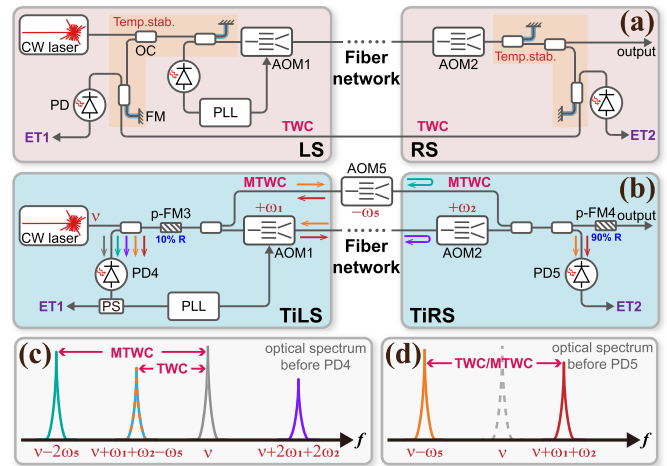 Temp.stab.
(a)
CW laser
OC
AOM1
Fiber
network
AOM2
Temp.stab.
output
PD
FM
PLL
ET1
TWC
TWC
ET2
LS
RS
AOM5
(b)
MTWC
MTWC
ν
p-FM3
+ω₁
−ω₅
+ω₂
p-FM4
output
CW laser
10% R
90% R
AOM1
Fiber
network
AOM2
PD4
PD5
ET1
PS
PLL
ET2
TiLS
TiRS
(c)
MTWC
TWC
optical spectrum
before PD4
f
ν−2ω₅
ν+ω₁+ω₂−ω₅
ν
ν+2ω₁+2ω₂
(d)
optical spectrum
before PD5
TWC/MTWC
f
ν−ω₅
ν
ν+ω₁+ω₂